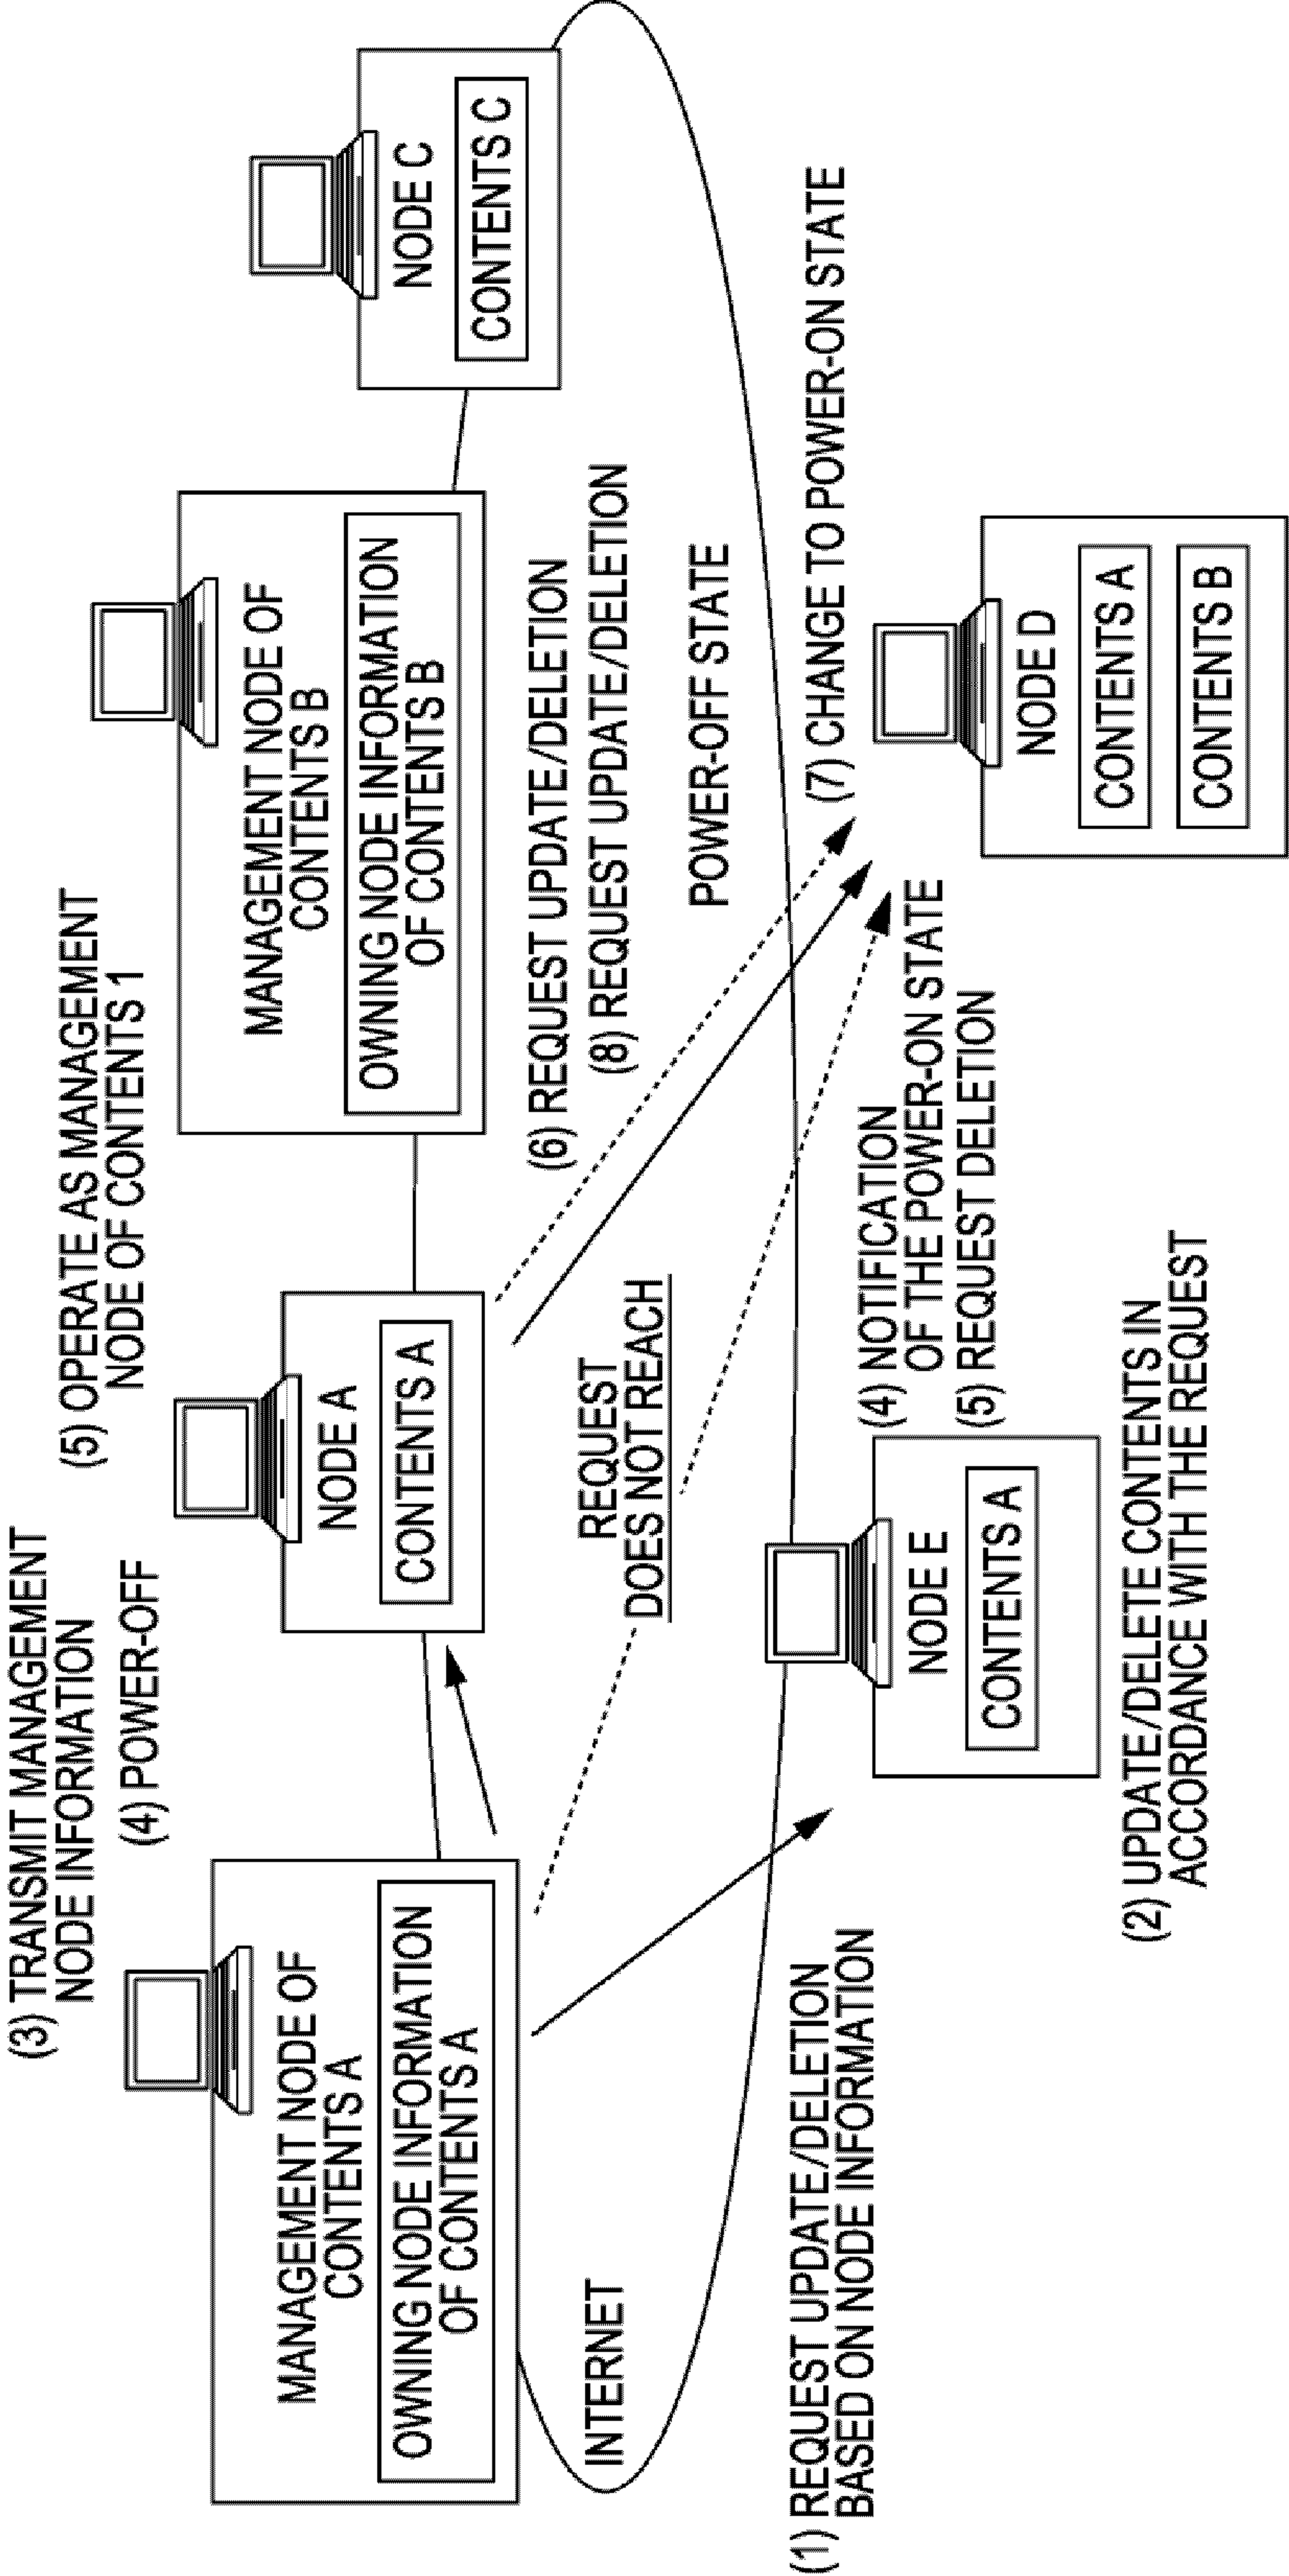 (3) TRANSMIT MANAGEMENT
NODE INFORMATION
(4) POWER-OFF
(5) OPERATE AS MANAGEMENT
NODE OF CONTENTS 1
MANAGEMENT NODE OF
CONTENTS A
OWNING NODE INFORMATION
OF CONTENTS A
NODE A
CONTENTS A
MANAGEMENT NODE OF
CONTENTS B
OWNING NODE INFORMATION
OF CONTENTS B
NODE C
CONTENTS C
INTERNET
REQUEST
DOES NOT REACH
(6) REQUEST UPDATE/DELETION
(8) REQUEST UPDATE/DELETION
POWER-OFF STATE
(7) CHANGE TO POWER-ON STATE
(1) REQUEST UPDATE/DELETION
BASED ON NODE INFORMATION
NODE E
CONTENTS A
(4) NOTIFICATION
OF THE POWER-ON STATE
(5) REQUEST DELETION
NODE D
CONTENTS A
CONTENTS B
(2) UPDATE/DELETE CONTENTS IN
ACCORDANCE WITH THE REQUEST